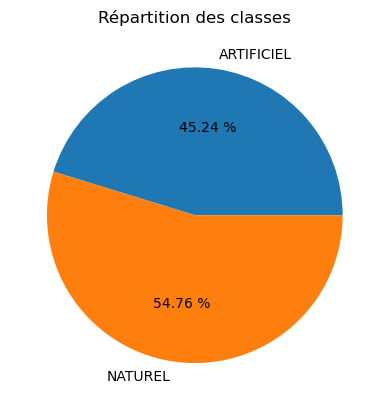 Répartition des classes
ARTIFICIEL
45.24 %
54.76 %
NATUREL